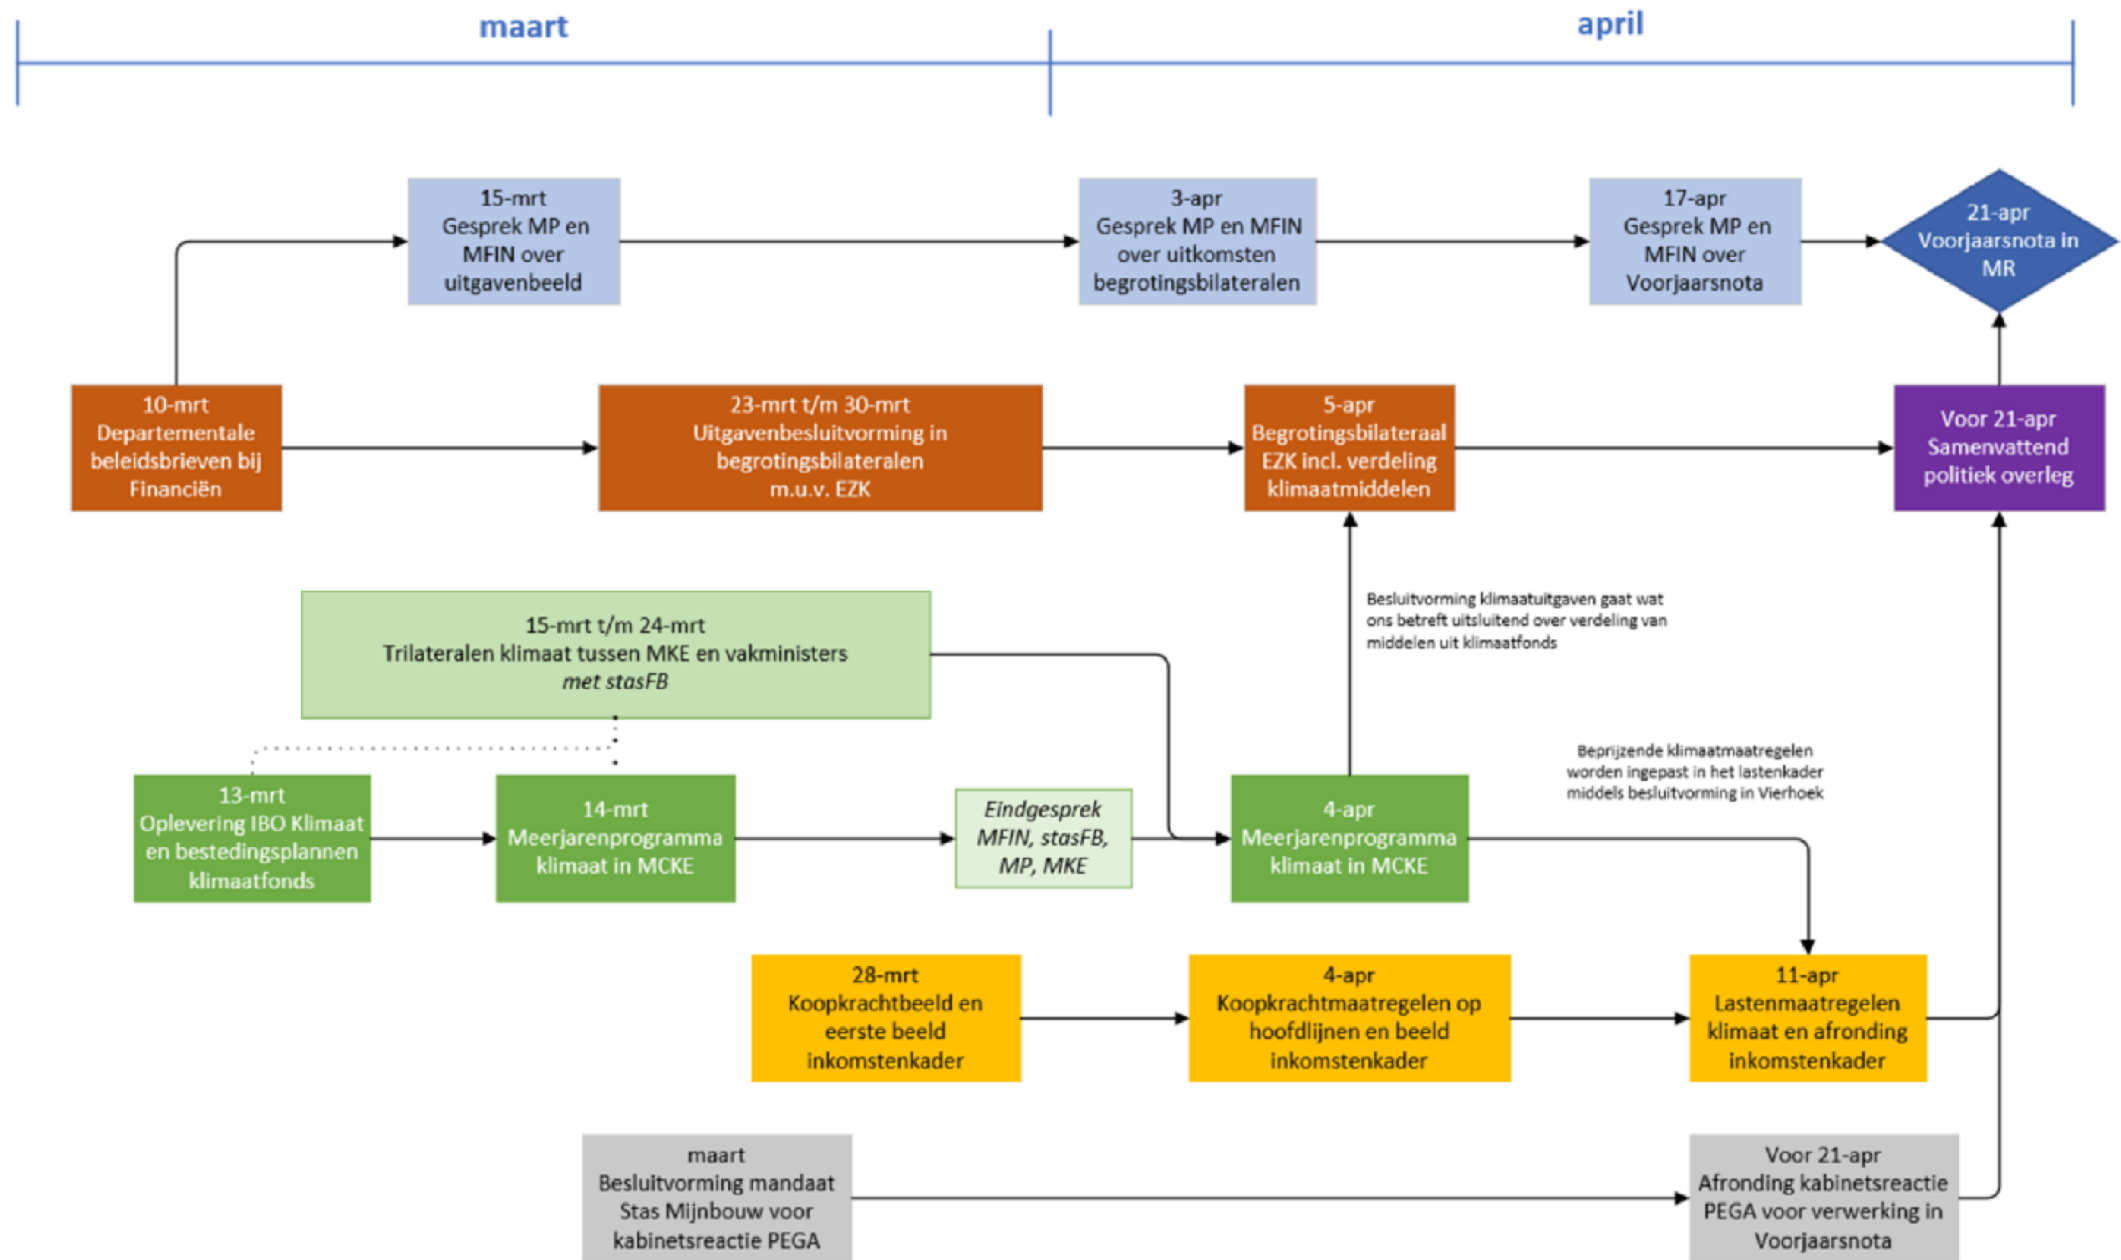 maart
april
15-mrt
Gesprek MP en
MFIN over
uitgavenbeeld
3-apr
Gesprek MP en MFIN
over uitkomsten
begrotingsbilateralen
17-apr
Gesprek MP en
MFIN over
Voorjaarsnota
21-apr
Voorjaarsnota in
MR
10-mrt
Departementale
beleidsbrieven bij
Financiën
23-mrt t/m 30-mrt
Uitgavenbesluitvorming in
begrotingsbilateralen
m.u.v. EZK
5-apr
Begrotingsbilateraal
EZK incl. verdeling
klimaatmiddelen
Voor 21-apr
Samenvattend
politiek overleg
15-mrt t/m 24-mrt
Trilateralen klimaat tussen MKE en vakministers
met stasFB
Besluitvorming klimaatuitgaven gaat wat
ons betreft uitsluitend over verdeling van
middelen uit klimaatfonds
13-mrt
Oplevering IBO Klimaat
en bestedingsplannen
klimaatfonds
14-mrt
Meerjarenprogramma
klimaat in MCKE
Eindgesprek
MFIN, stasFB,
MP, MKE
4-apr
Meerjarenprogramma
klimaat in MCKE
Beprijzende klimaatmaatregelen
worden ingepast in het lastenkader
middels besluitvorming in Vierhoek
28-mrt
Koopkrachtbeeld en
eerste beeld
inkomstenkader
4-apr
Koopkrachtmaatregelen op
hoofdlijnen en beeld
inkomstenkader
11-apr
Lastenmaatregelen
klimaat en afronding
inkomstenkader
maart
Besluitvorming mandaat
Stas Mijnbouw voor
kabinetsreactie PEGA
Voor 21-apr
Afronding kabinetsreactie
PEGA voor verwerking in
Voorjaarsnota